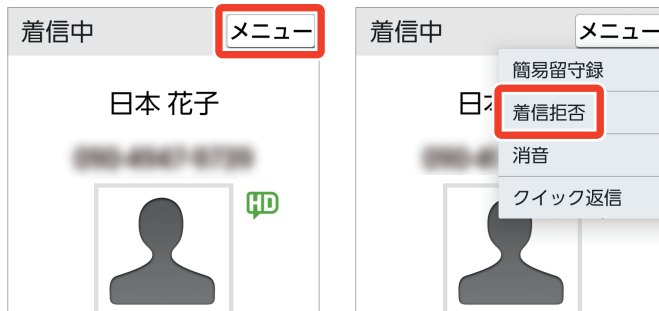 着信中
メニュー
日本 花子
HD
着信中
メニュー
簡易留守録
日
着信拒否
消音
クイック返信